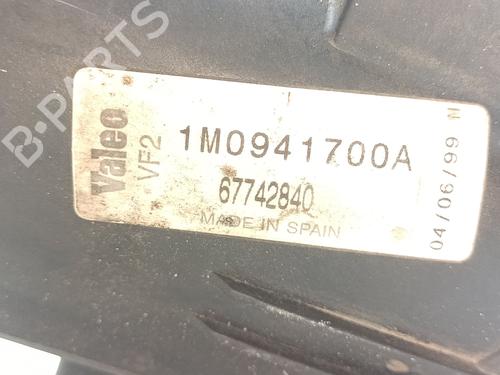 B-PARTS
Valeo
VF2
1M0941700A
67742840
MADE IN SPAIN
04/06/99 N